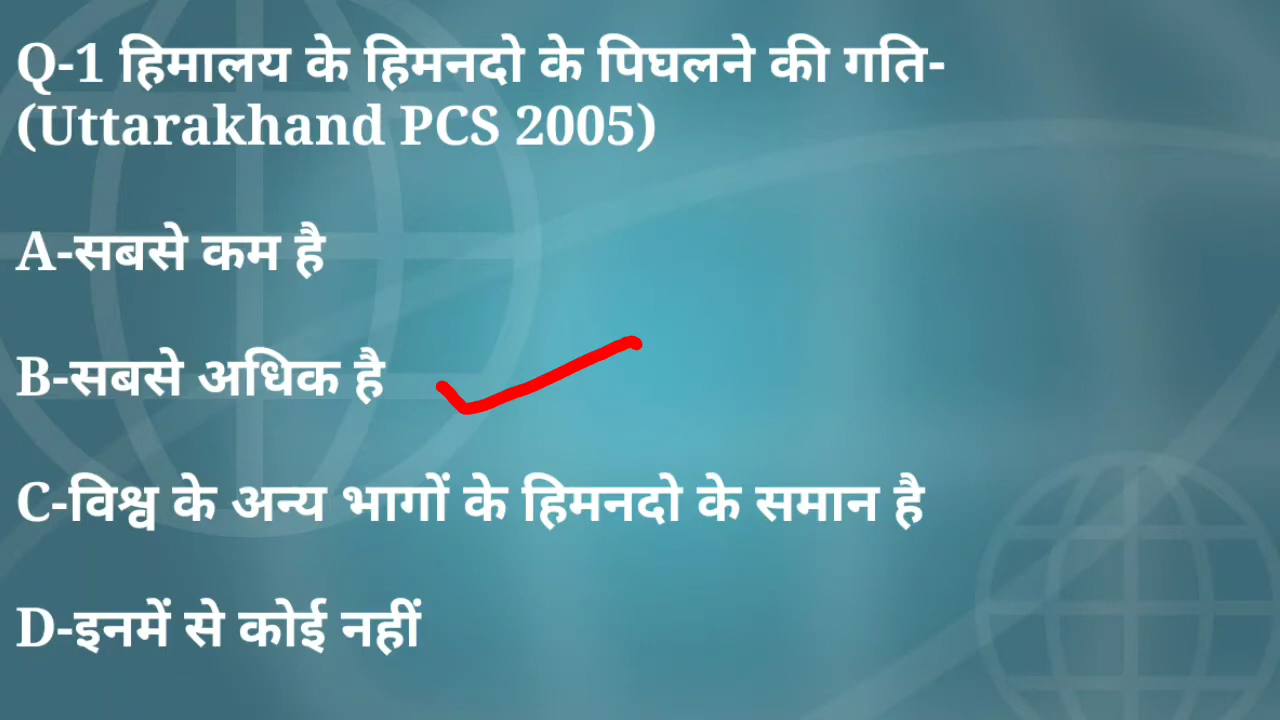 Q-1 हिमालय के हिमनदो के पिघलने की गति-
(Uttarakhand PCS 2005)
A-सबसे कम है
B-सबसे अधिक है
C-विश्व के अन्य भागों के हिमनदो के समान है
D-इनमें से कोई नहीं